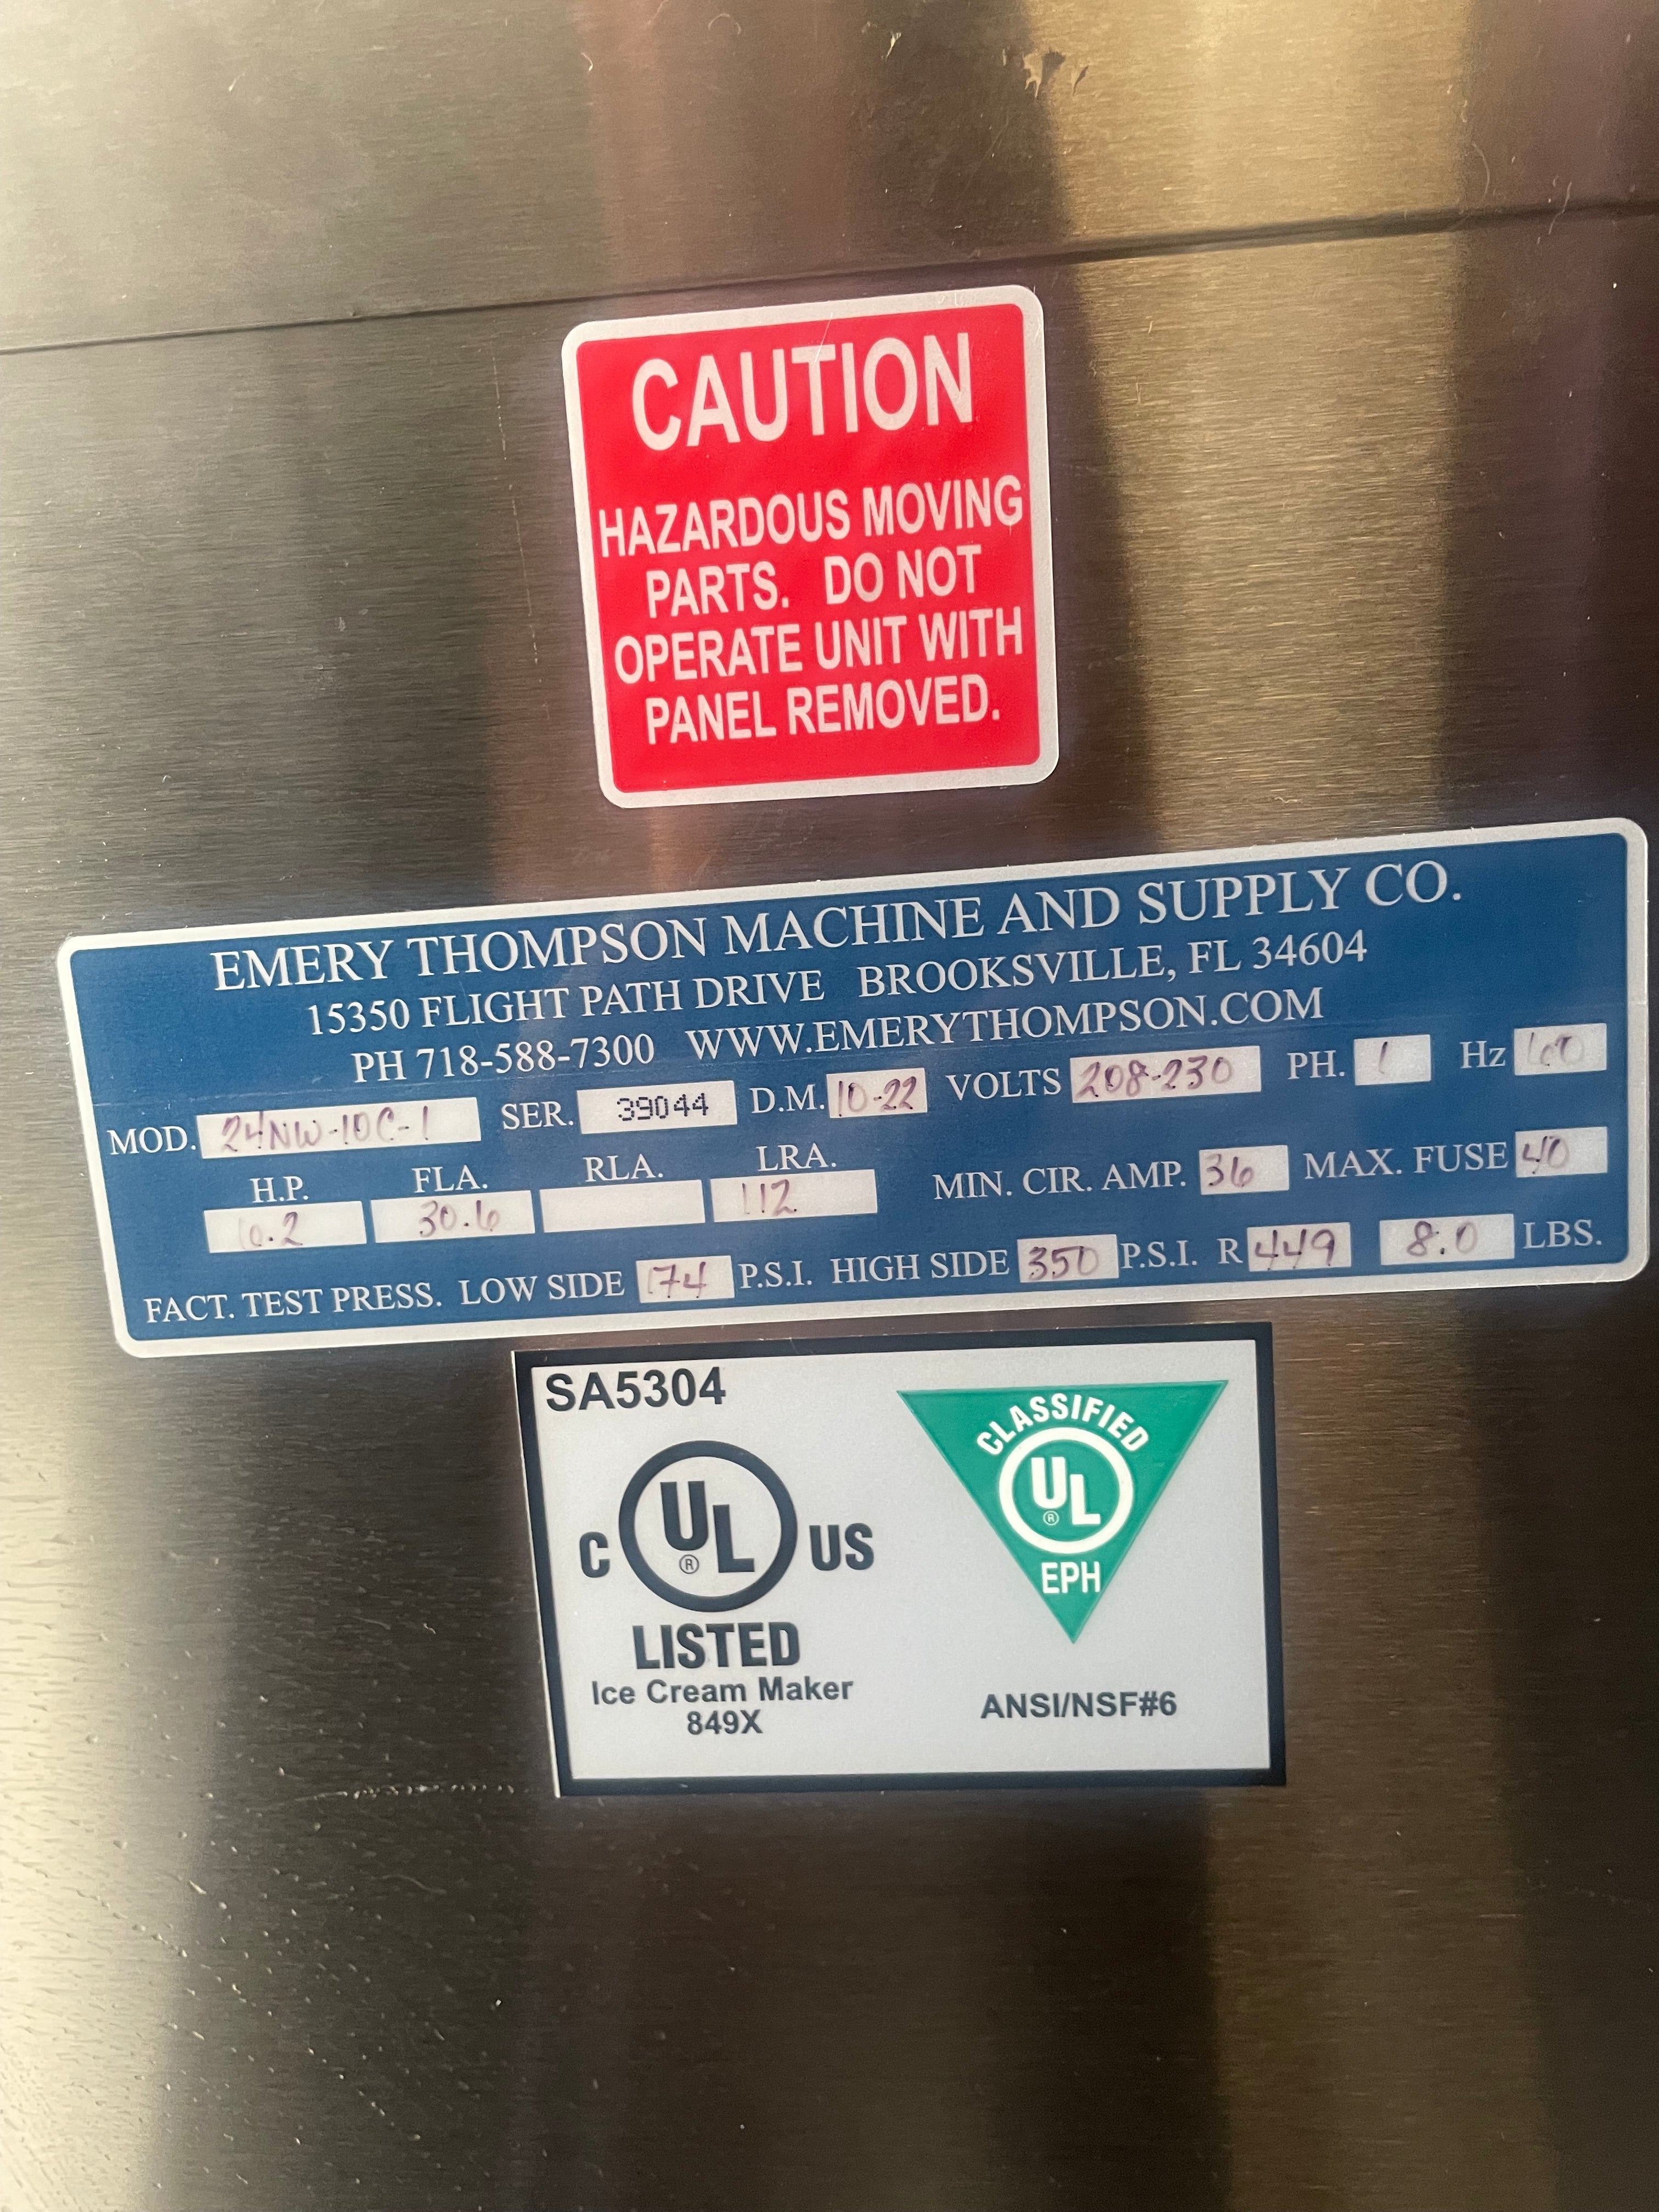 CAUTION
HAZARDOUS MOVING
PARTS. DO NOT
OPERATE UNIT WITH
PANEL REMOVED.
EMERY THOMPSON MACHINE AND SUPPLY CO.
15350 FLIGHT PATH DRIVE BROOKSVILLE, FL 34604
PH 718-588-7300 WWW.EMERYTHOMPSON.COM
MOD. 24NW-10C-1 SER. 39044 D.M. 10-22 VOLTS 208-230 PH. 1 Hz 60
H.P. FLA. RLA. LRA. MIN. CIR. AMP. 36 MAX. FUSE 40
30.6 112
FACT. TEST PRESS. LOW SIDE 174 P.S.I. HIGH SIDE 350 P.S.I. R 449 8.0 LBS.
SA5304
C UL ® US
LISTED
Ice Cream Maker
849X
CLASSIFIED
UL ®
EPH
ANSI/NSF#6